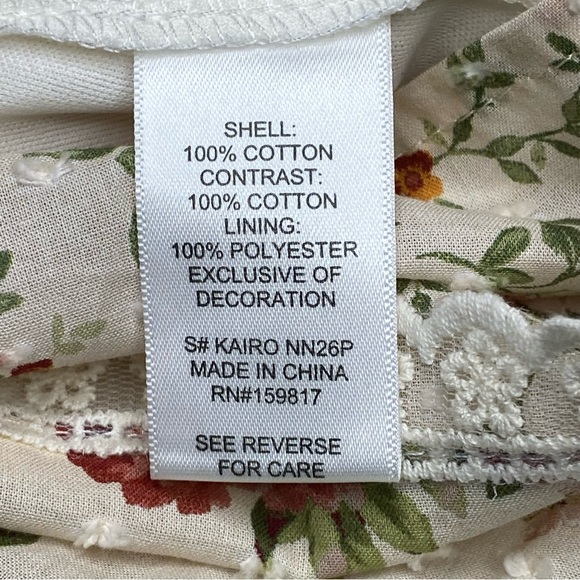 SHELL:
100% COTTON
CONTRAST:
100% COTTON
LINING:
100% POLYESTER
EXCLUSIVE OF
DECORATION
S# KAIRO NN26P
MADE IN CHINA
RN#159817
SEE REVERSE
FOR CARE